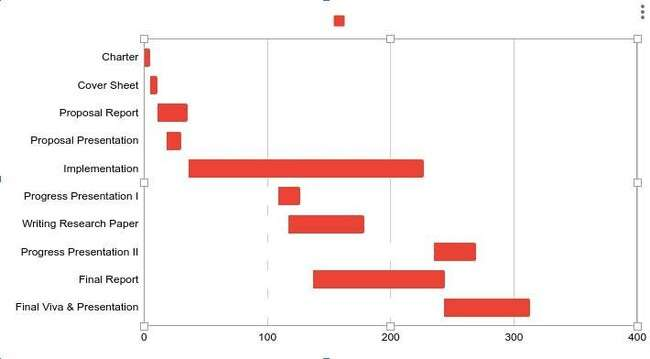 Charter
Cover Sheet
Proposal Report
Proposal Presentation
Implementation
Progress Presentation I
Writing Research Paper
Progress Presentation II
Final Report
Final Viva & Presentation
0 100 200 300 400